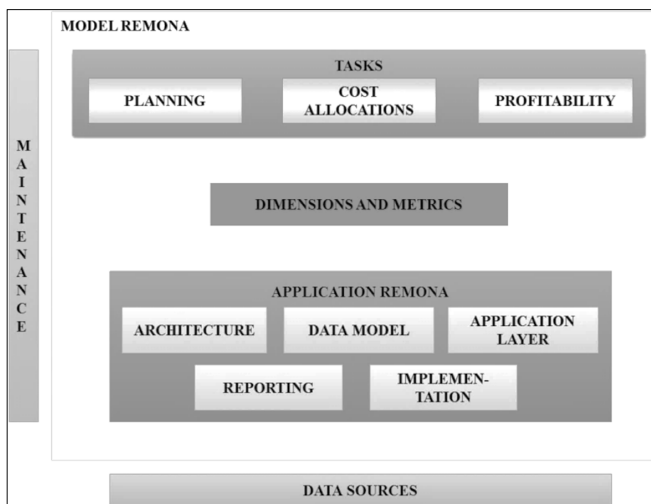 MODEL REMONA
TASKS
PLANNING
COST
ALLOCATIONS
PROFITABILITY
MAINTENANCE
DIMENSIONS AND METRICS
APPLICATION REMONA
ARCHITECTURE
DATA MODEL
APPLICATION
LAYER
REPORTING
IMPLEMEN-
TATION
DATA SOURCES